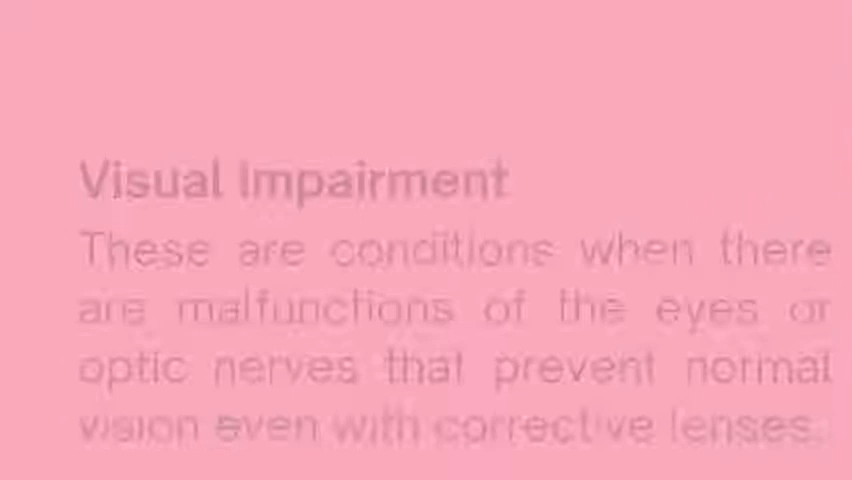 Visual Impairment
These are conditions when there
are malfunctions of the eyes or
optic nerves that prevent normal
vision even with corrective lenses.